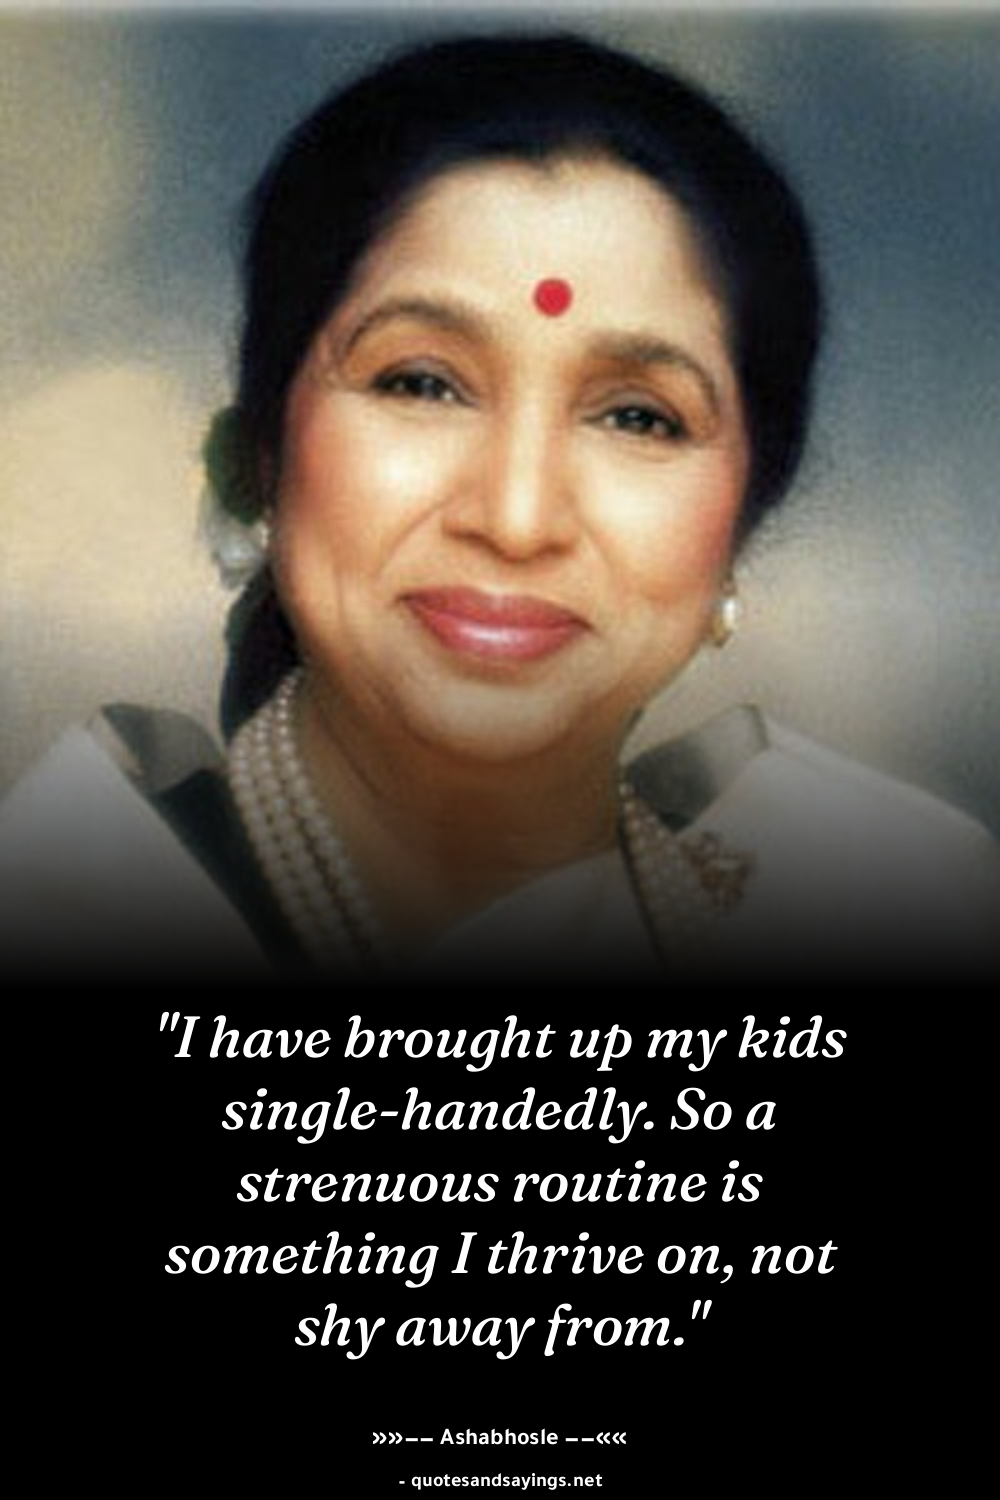 "I have brought up my kids
single-handedly. So a
strenuous routine is
something I thrive on, not
shy away from."
»»−− Ashabhosle −−««
- quotesandsayings.net